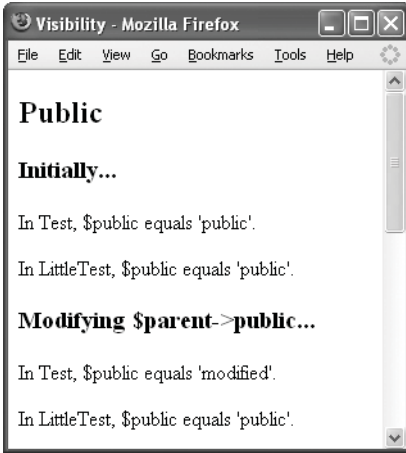 Visibility - Mozilla Firefox
File Edit View Go Bookmarks Tools Help
Public
Initially...
In Test, $public equals 'public'.
In LittleTest, $public equals 'public'.
Modifying $parent->public...
In Test, $public equals 'modified'.
In LittleTest, $public equals 'public'.